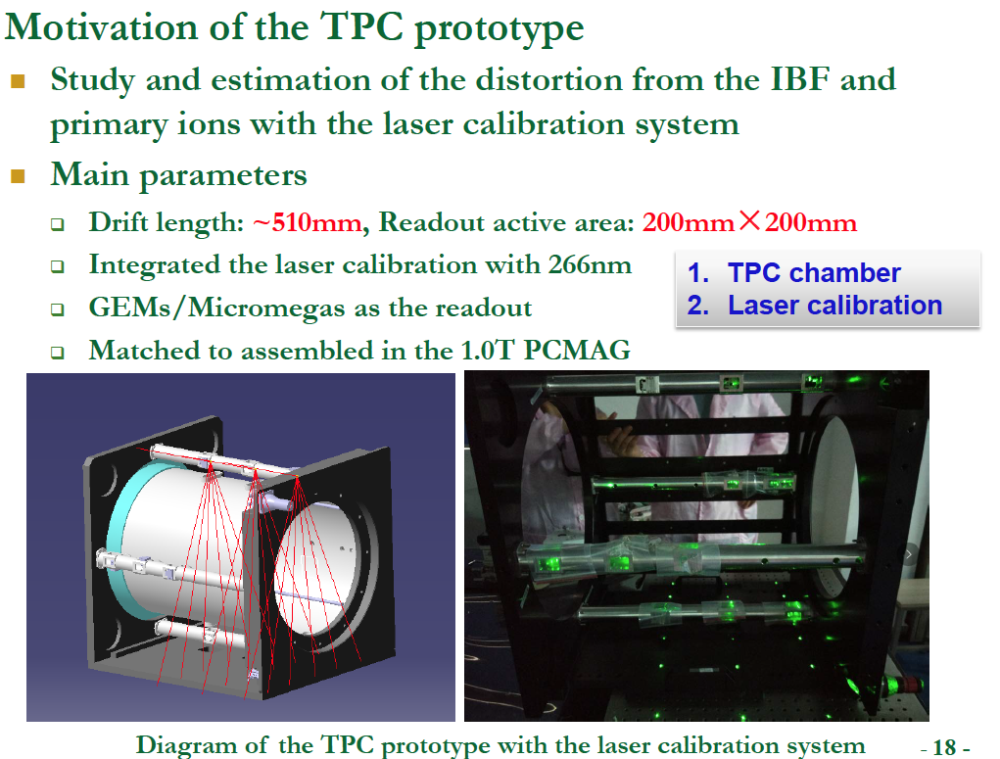 Motivation of the TPC prototype
Study and estimation of the distortion from the IBF and
primary ions with the laser calibration system
Main parameters
Drift length: ~510mm, Readout active area: 200mm×200mm
Integrated the laser calibration with 266nm
GEMs/Micromegas as the readout
Matched to assembled in the 1.0T PCMAG
1. TPC chamber
2. Laser calibration
Diagram of the TPC prototype with the laser calibration system
- 18 -